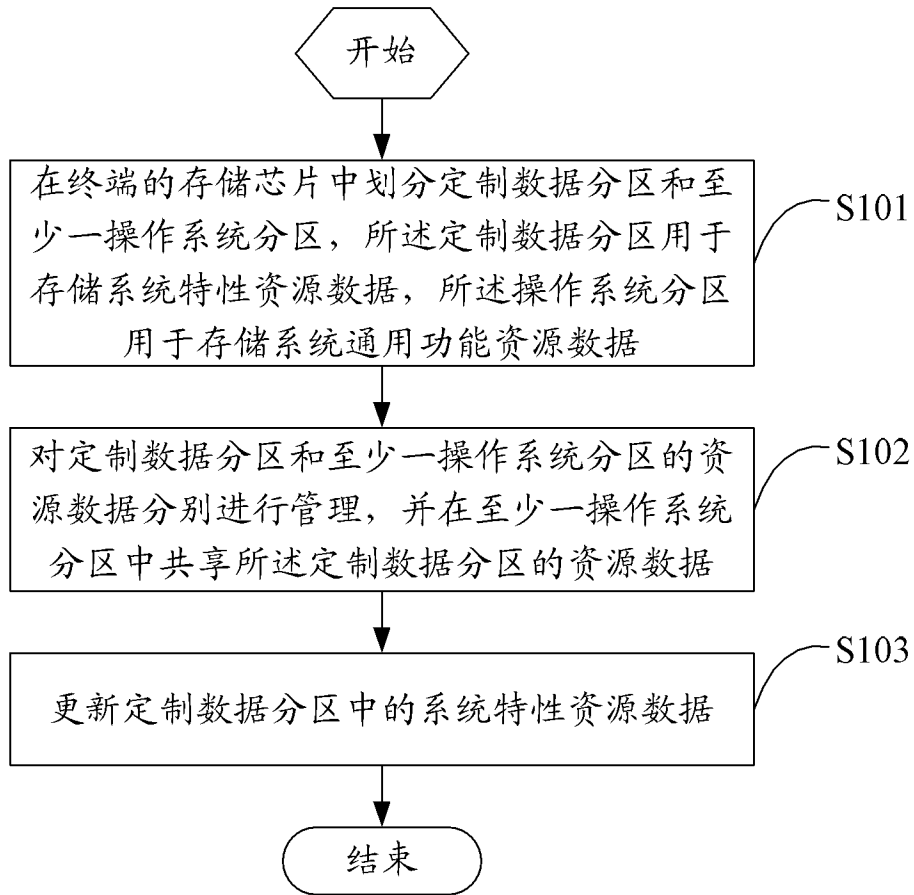 开始
在终端的存储芯片中划分定制数据分区和至
少一操作系统分区，所述定制数据分区用于
存储系统特性资源数据，所述操作系统分区
用于存储系统通用功能资源数据
S101
对定制数据分区和至少一操作系统分区的资
源数据分别进行管理，并在至少一操作系统
分区中共享所述定制数据分区的资源数据
S102
更新定制数据分区中的系统特性资源数据
S103
结束